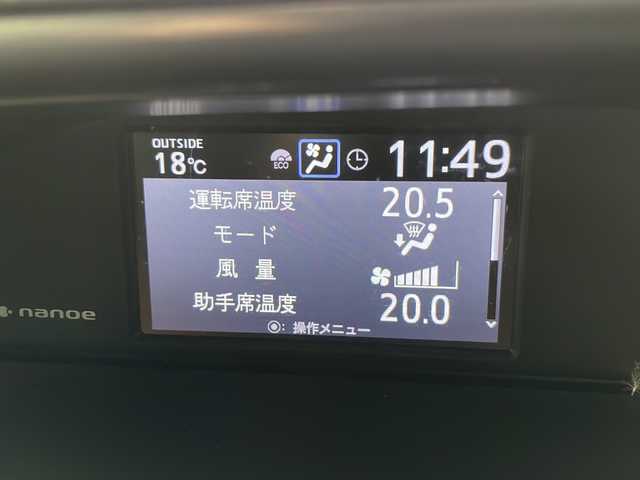 OUTSIDE
18℃ ECO 11:49
運転席温度 20.5
モード
風量
助手席温度 20.0
◉: 操作メニュー
nanoe